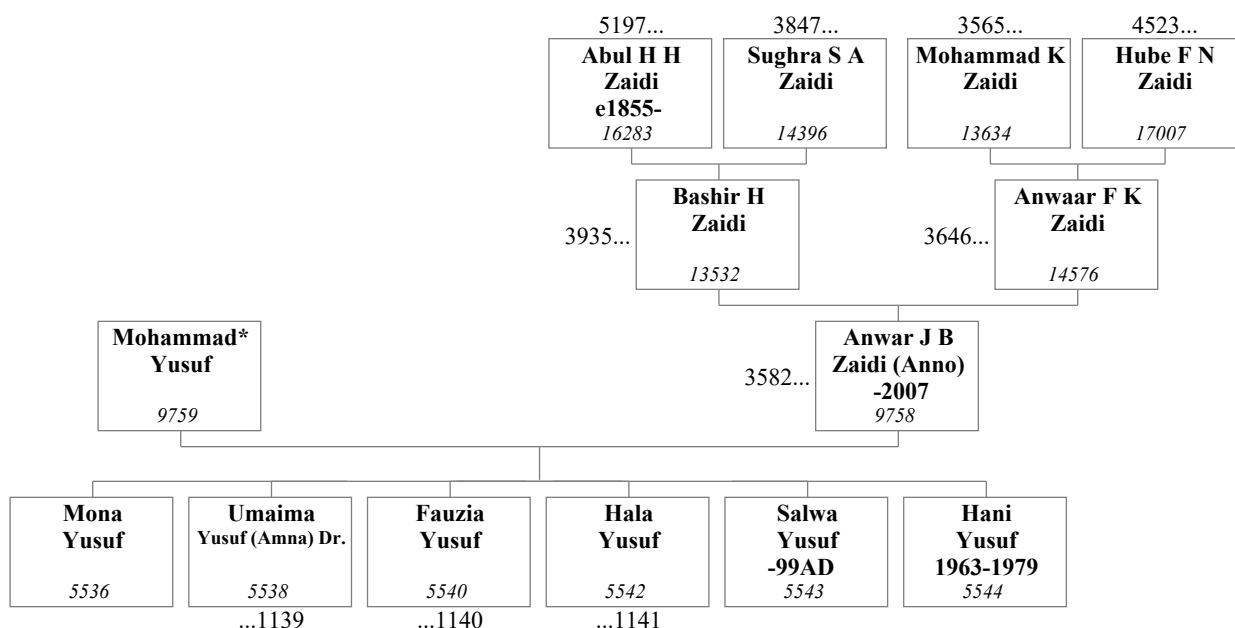 5197... 3847... 3565... 4523...
Abul H H
Zaidi
e1855-
16283
Sughra S A
Zaidi
14396
Mohammad K
Zaidi
13634
Hube F N
Zaidi
17007
3935...
Bashir H
Zaidi
13532
3646...
Anwaar F K
Zaidi
14576
Mohammad*
Yusuf
9759
3582...
Anwar J B
Zaidi (Anno)
-2007
9758
Mona
Yusuf
5536
Umaima
Yusuf (Amna) Dr.
5538
...1139
Fauzia
Yusuf
5540
...1140
Hala
Yusuf
5542
...1141
Salwa
Yusuf
-99AD
5543
Hani
Yusuf
1963-1979
5544